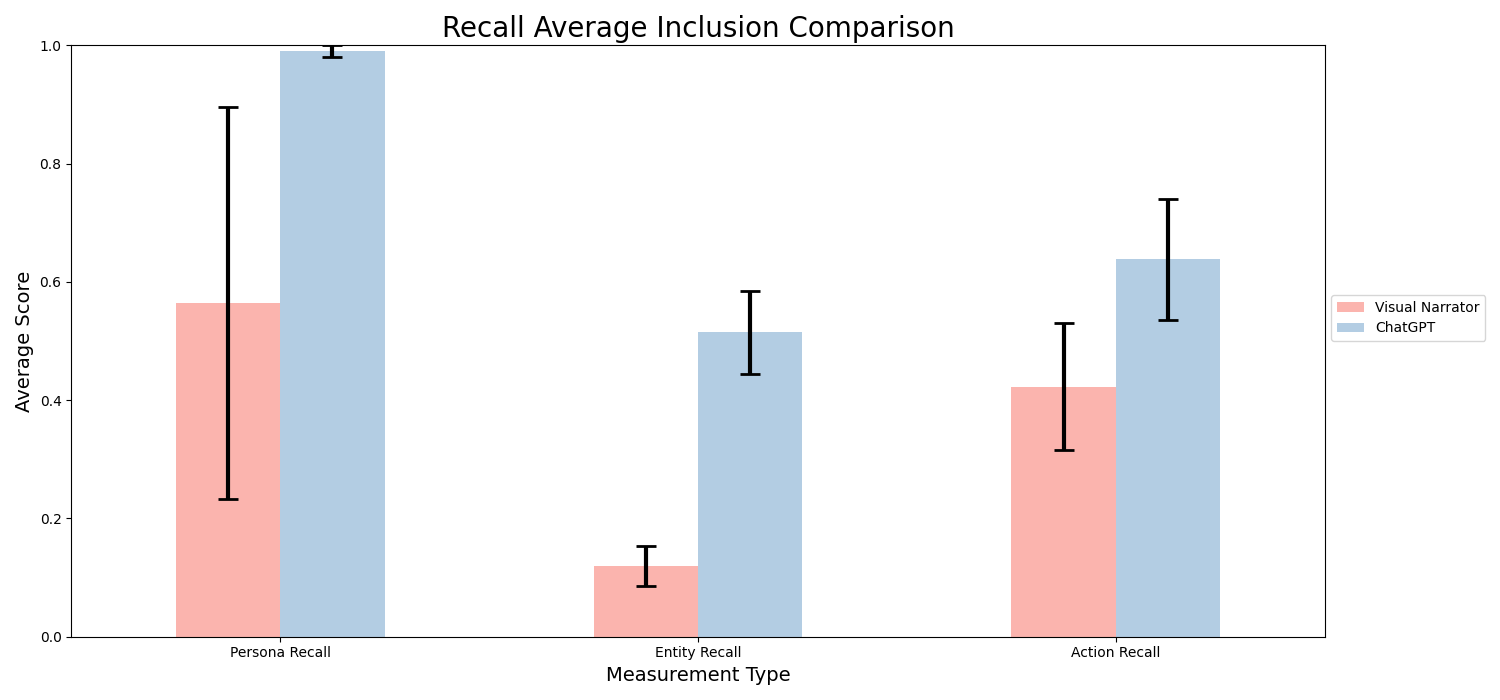 Recall Average Inclusion Comparison
1.0
0.8
0.6
0.4
0.2
0.0
Average Score
Persona Recall
Entity Recall
Action Recall
Measurement Type
Visual Narrator
ChatGPT